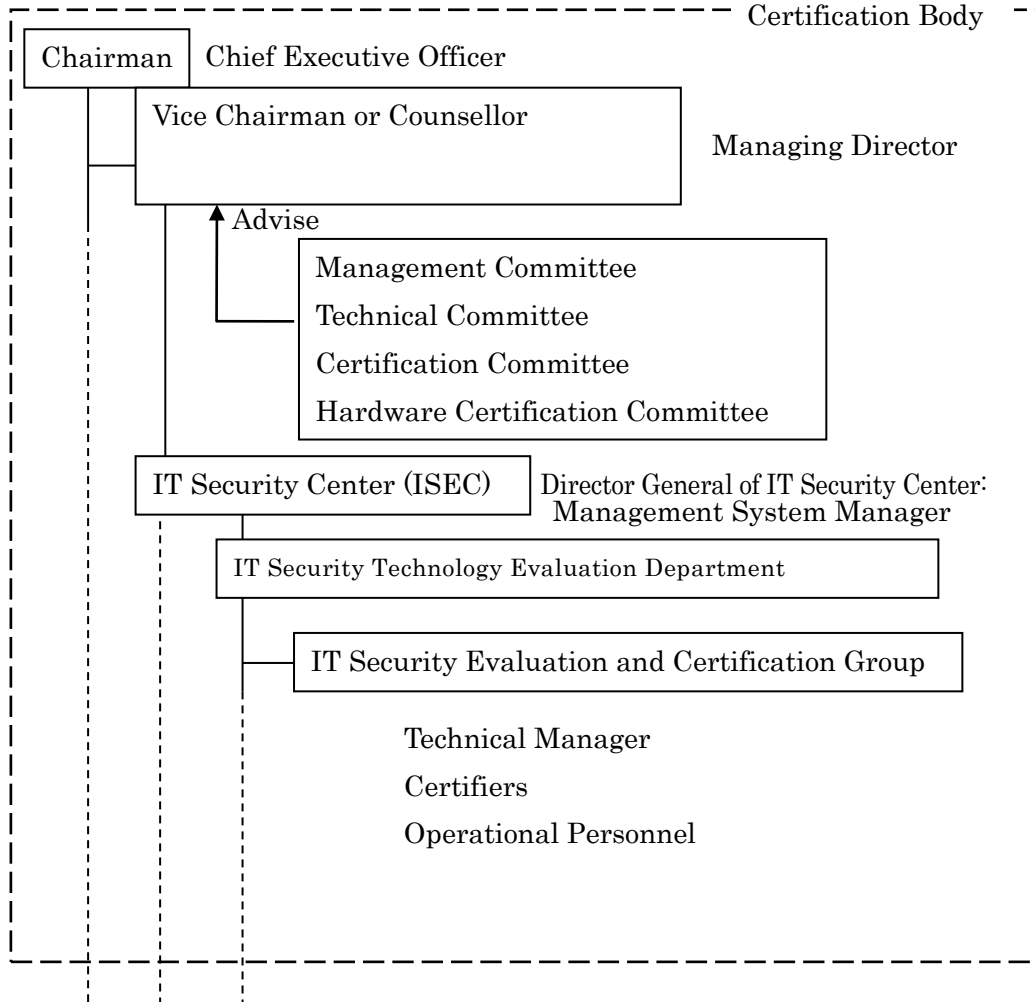 Certification Body
Chairman
Chief Executive Officer
Vice Chairman or Counsellor
Managing Director
Advise
Management Committee
Technical Committee
Certification Committee
Hardware Certification Committee
IT Security Center (ISEC)
Director General of IT Security Center:
Management System Manager
IT Security Technology Evaluation Department
IT Security Evaluation and Certification Group
Technical Manager
Certifiers
Operational Personnel